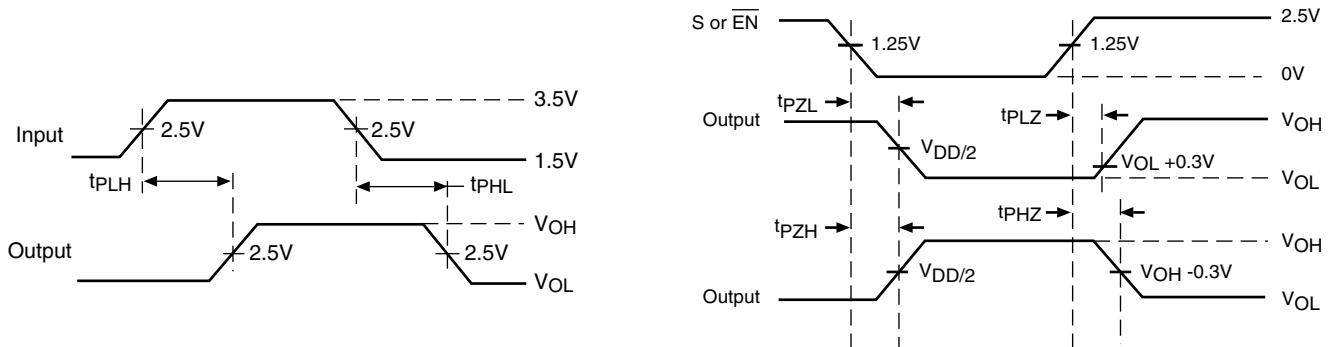 3.5V
Input
2.5V
2.5V
1.5V
tPLH
tPHL
VOH
Output
2.5V
2.5V
VOL
S or EN
2.5V
1.25V
1.25V
0V
tPZL
tPLZ
Output
VOH
VDD/2
VOL +0.3V
VOL
tPZH
tPHZ
VOH
VDD/2
VOH -0.3V
Output
VOL